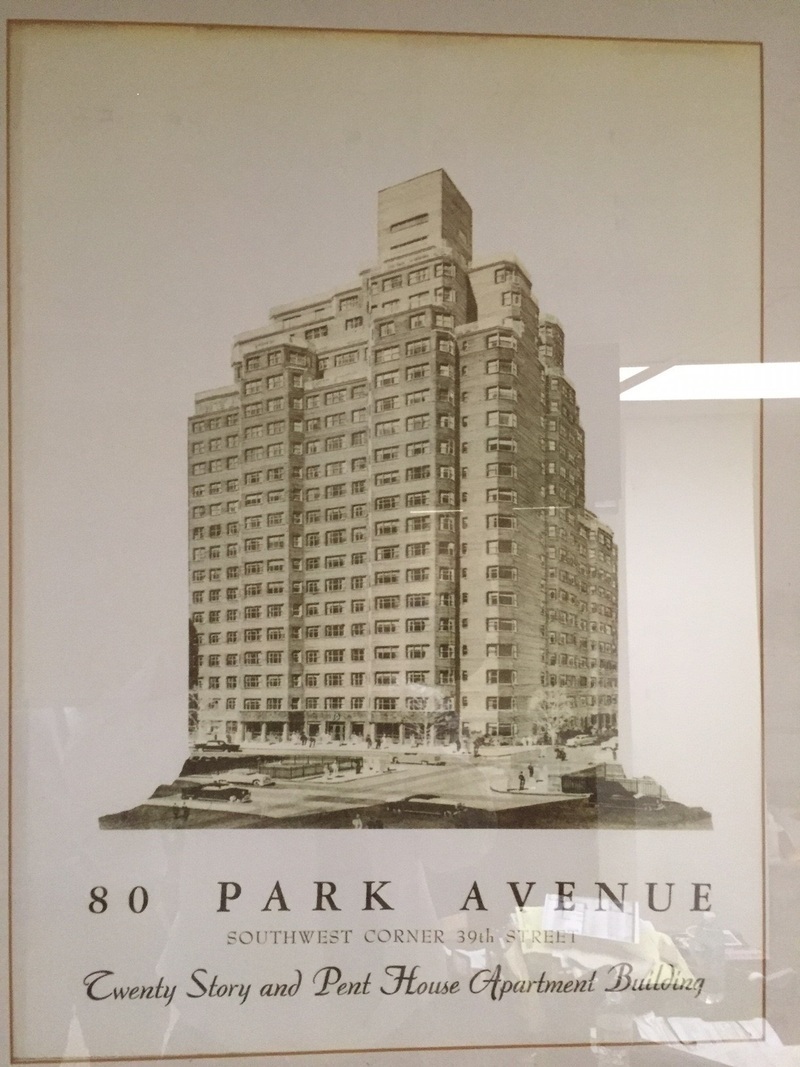 80 PARK AVENUE
SOUTHWEST CORNER 39th STREET
Twenty Story and Pent House Apartment Building